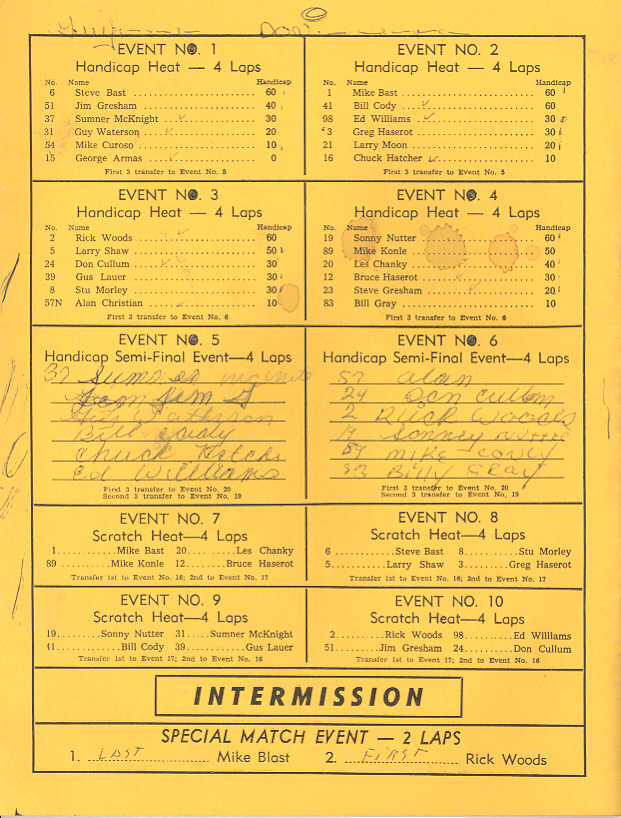 EVENT NO. 1
Handicap Heat — 4 Laps
No. Name Handicap
6 Steve Bast 60
51 Jim Gresham 40
37 Sumner McKnight 30
31 Guy Waterson 20
54 Mike Curoso 10
15 George Armas 0
First 3 transfer to Event No. 5
EVENT NO. 2
Handicap Heat — 4 Laps
No. Name Handicap
1 Mike Bast 60
41 Bill Cody 60
98 Ed Williams 30
3 Greg Haserot 30
21 Larry Moon 20
16 Chuck Hatcher 10
First 3 transfer to Event No. 5
EVENT NO. 3
Handicap Heat — 4 Laps
No. Name Handicap
2 Rick Woods 60
5 Larry Shaw 50
24 Don Cullum 30
39 Gus Lauer 30
8 Stu Morley 30
57N Alan Christian 10
First 3 transfer to Event No. 6
EVENT NO. 4
Handicap Heat — 4 Laps
No. Name Handicap
19 Sonny Nutter 60
89 Mike Konle 50
20 Les Chanky 40
12 Bruce Haserot 30
23 Steve Gresham 20
83 Bill Gray 10
First 3 transfer to Event No. 6
EVENT NO. 5
Handicap Semi-Final Event—4 Laps
37
Jim G
Bill
Chuck
Ed Williams
First 3 transfer to Event No. 20
Second 3 transfer to Event No. 19
EVENT NO. 6
Handicap Semi-Final Event—4 Laps
57 alan
24 Don Cullum
2 Rick Woods
19 Sonney
mike
Billy Gray
First 3 transfer to Event No. 20
Second 3 transfer to Event No. 19
EVENT NO. 7
Scratch Heat—4 Laps
1 Mike Bast 20 Les Chanky
89 Mike Konle 12 Bruce Haserot
Transfer 1st to Event No. 16; 2nd to Event No. 17
EVENT NO. 8
Scratch Heat—4 Laps
6 Steve Bast 8 Stu Morley
5 Larry Shaw 3 Greg Haserot
Transfer 1st to Event No. 16; 2nd to Event No. 17
EVENT NO. 9
Scratch Heat—4 Laps
19 Sonny Nutter 31 Sumner McKnight
41 Bill Cody 39 Gus Lauer
Transfer 1st to Event 17; 2nd to Event No. 16
EVENT NO. 10
Scratch Heat—4 Laps
2 Rick Woods 98 Ed Williams
51 Jim Gresham 24 Don Cullum
Transfer 1st to Event 17; 2nd to Event No. 16
INTERMISSION
SPECIAL MATCH EVENT — 2 LAPS
1. LAST Mike Blast 2. FIRST Rick Woods